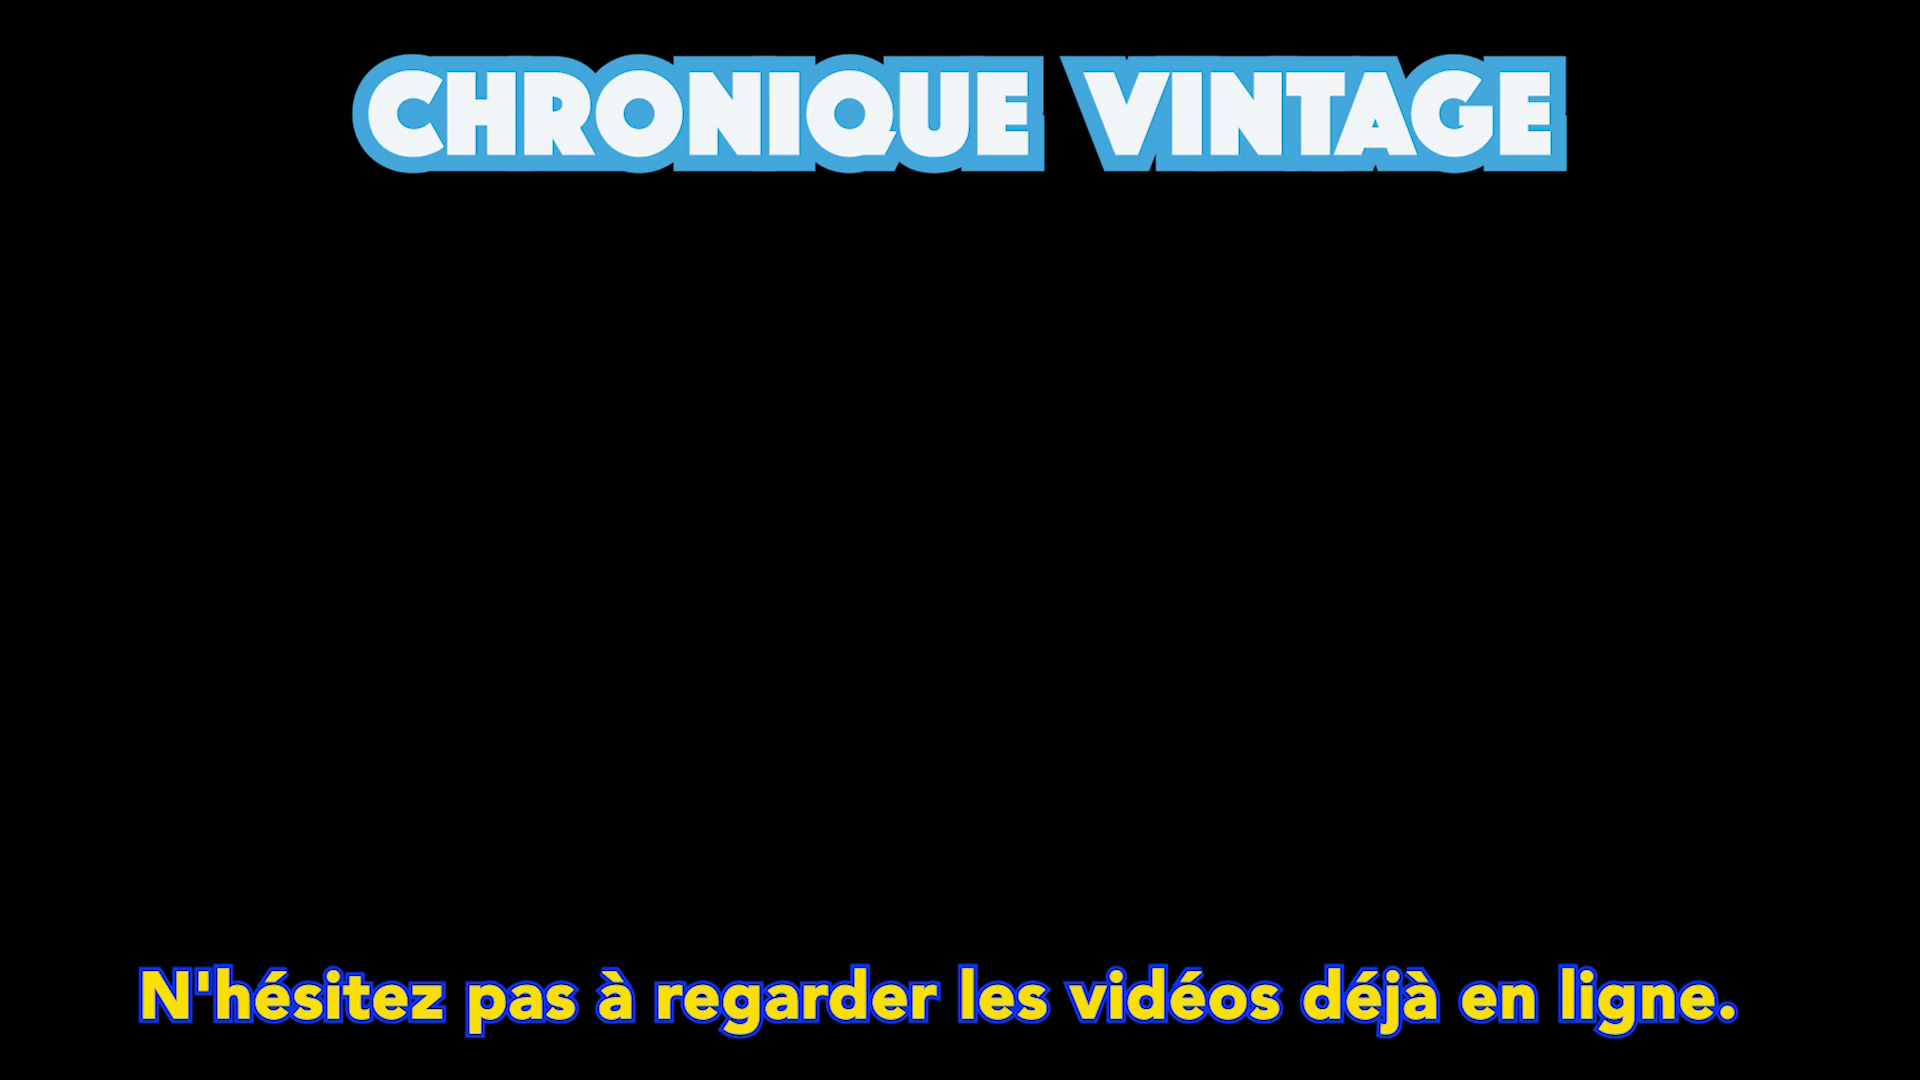 CHRONIQUE VINTAGE
N'hésitez pas à regarder les vidéos déjà en ligne.